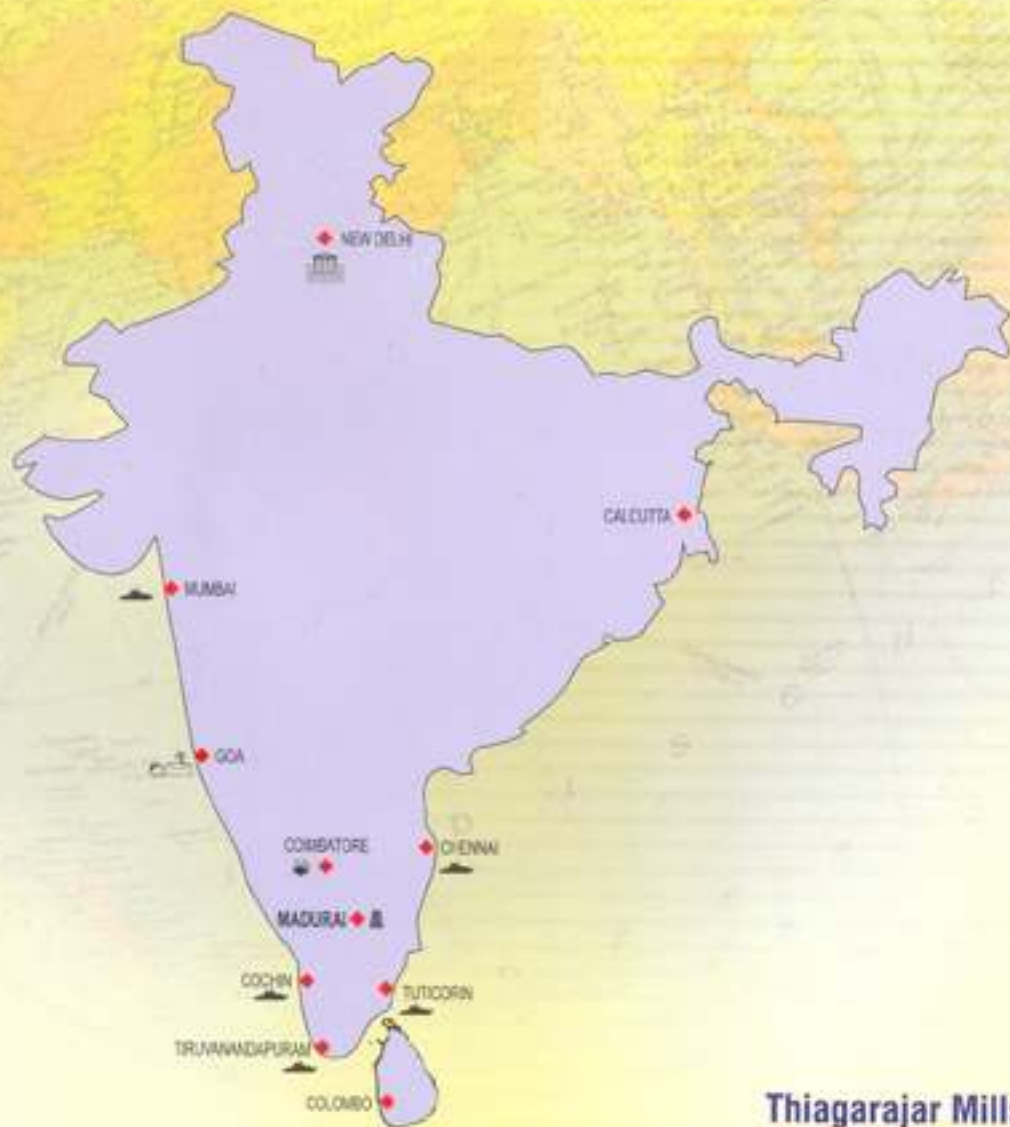 NEW DELHI
CALCUTTA
MUMBAI
GOA
COIMBATORE
CHENNAI
MADURAI
COCHIN
TUTICORIN
TIRUVANANDAPURAM
COLOMBO
Thiagarajar Mills